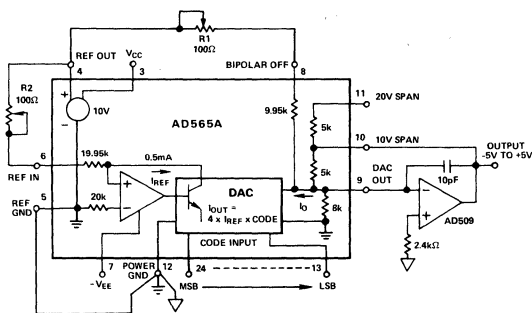 R1
100Ω
REF OUT
4
VCC
3
BIPOLAR OFF
8
R2
100Ω
+
10V
-
AD565A
9.95k
11 20V SPAN
5k
10 10V SPAN
5k
OUTPUT
-5V TO +5V
6
REF IN
19.95k
0.5mA
IREF
+
-
DAC
IOUT =
4 x IREF x CODE
CODE INPUT
IO
8k
9 DAC
OUT
10pF
-
+
AD509
2.4kΩ
REF
GND
5
20k
7
-VEE
POWER
GND
12
24
MSB
13
LSB